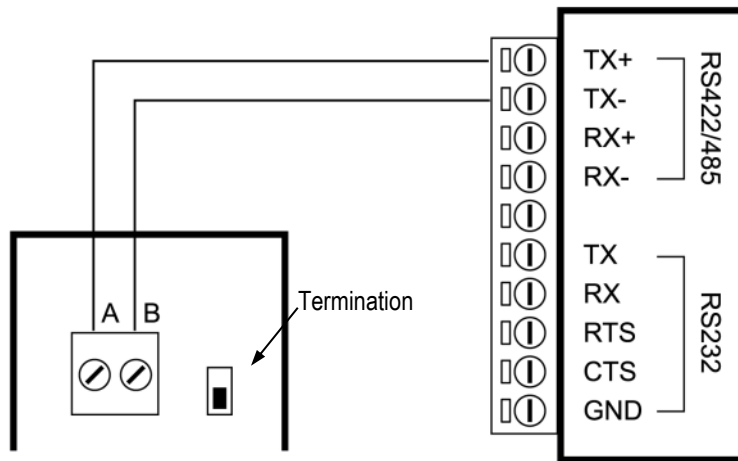 TX+
TX-
RX+
RX-
RS422/485
TX
RX
RTS
CTS
GND
RS232
A B
Termination